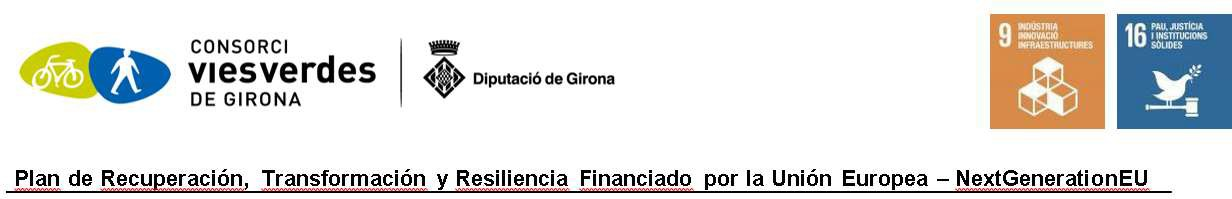 CONSORCI
viesverdes
DE GIRONA
Diputació de Girona
9 INDÚSTRIA
INNOVACIÓ
INFRAESTRUCTURES
16 PAU, JUSTÍCIA
I INSTITUCIONS
SÒLIDES
Plan de Recuperación, Transformación y Resiliencia Financiado por la Unión Europea – NextGenerationEU